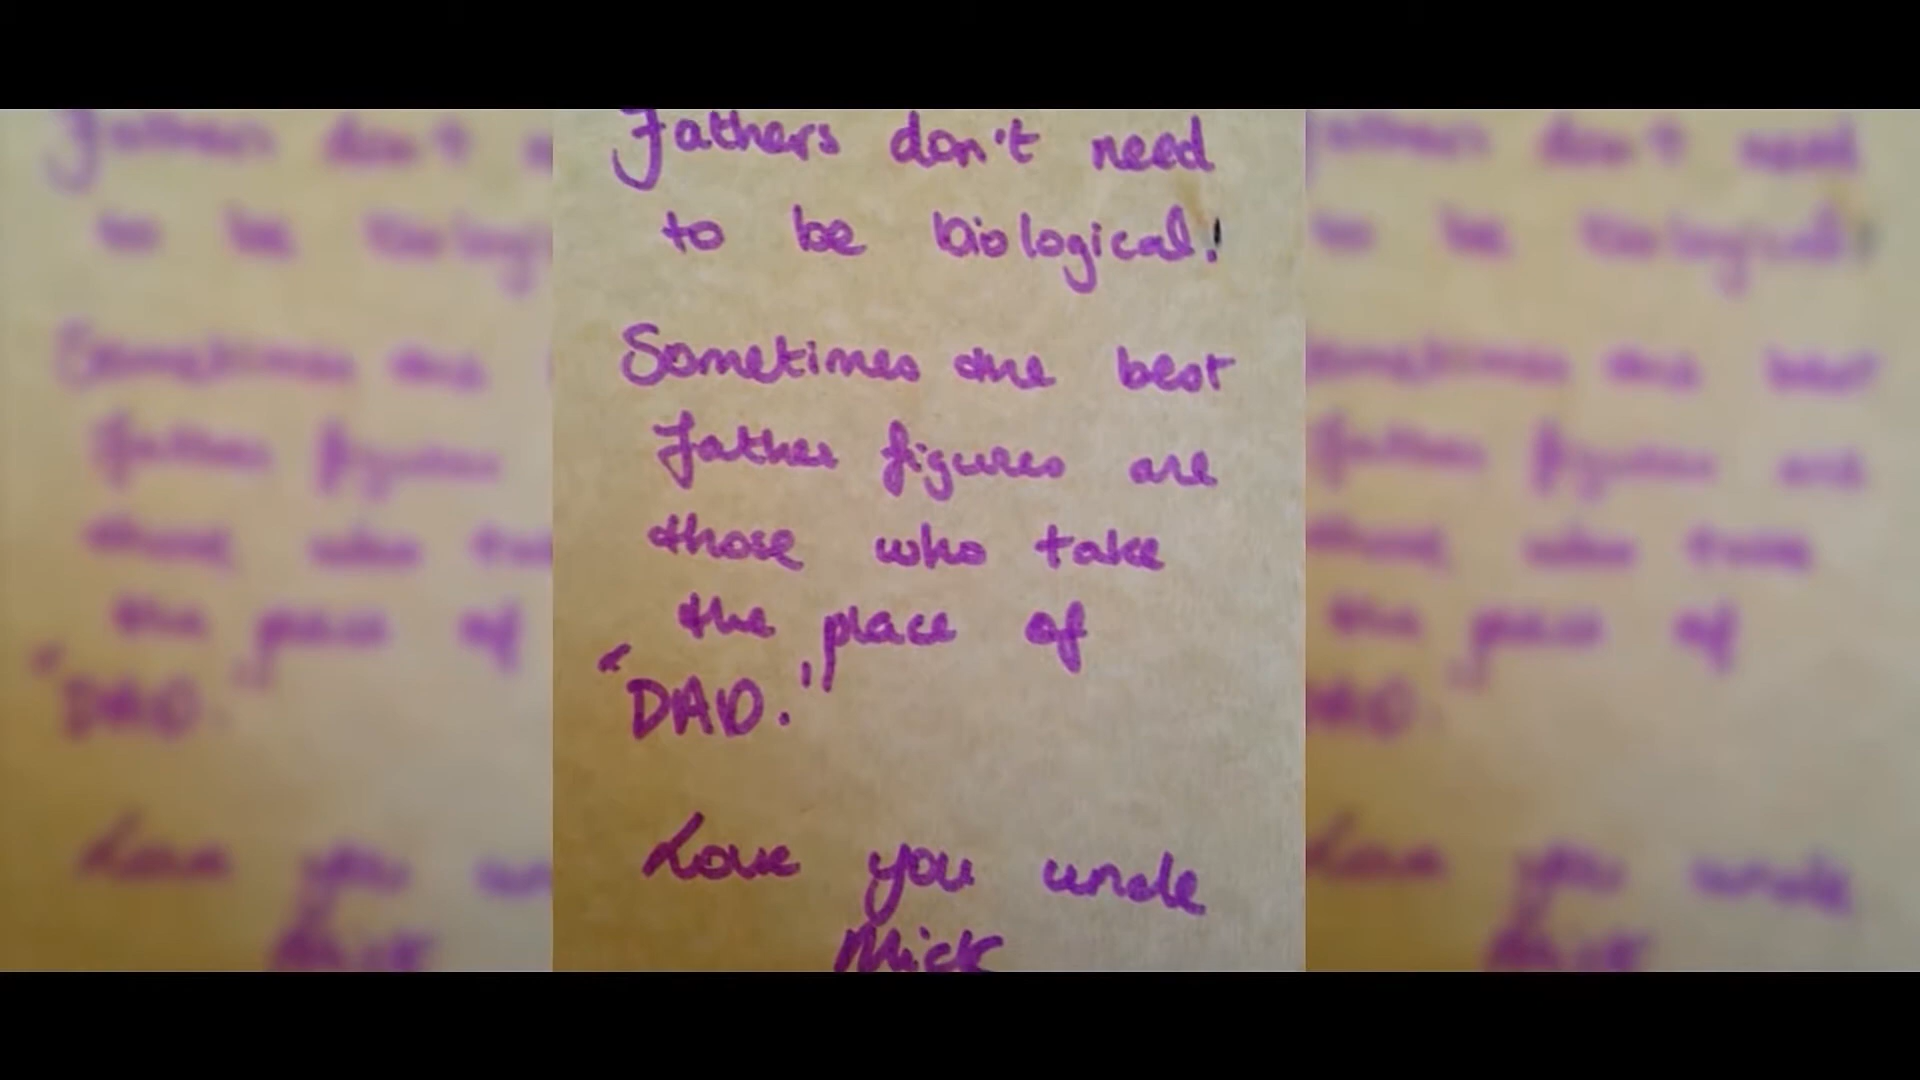 Fathers don't need
to be biological!
Sometimes the best
father figures are
those who take
the place of
"DAD."
Love you uncle
Mick